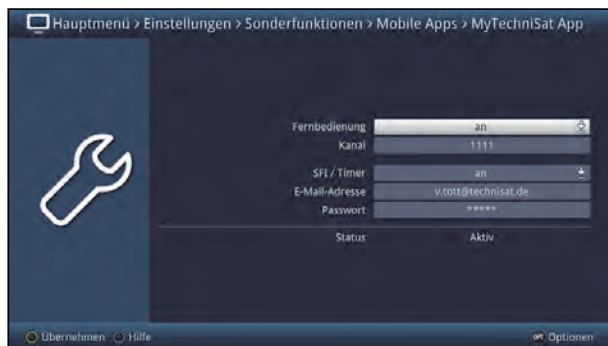 Hauptmenü > Einstellungen > Sonderfunktionen > Mobile Apps > MyTechniSat App
Fernbedienung an
Kanal 1111
SFI / Timer an
E-Mail-Adresse v.tott@technisat.de
Passwort *****
Status Aktiv
Übernehmen Hilfe OPT Optionen